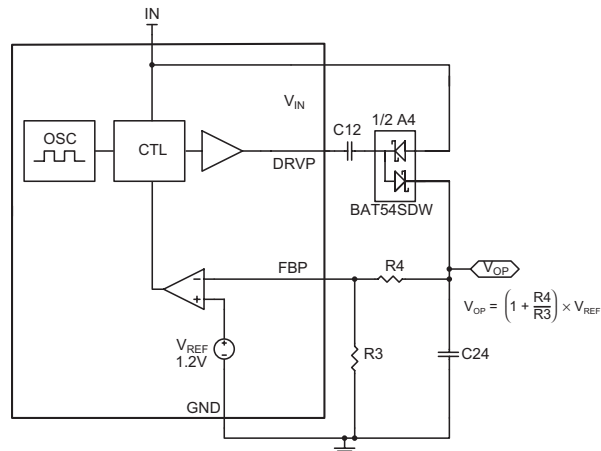 IN
V_IN
OSC
CTL
DRVP
C12
1/2 A4
BAT54SDW
FBP
R4
V_OP
V_OP = (1 + R4/R3) × V_REF
V_REF
1.2V
R3
C24
GND